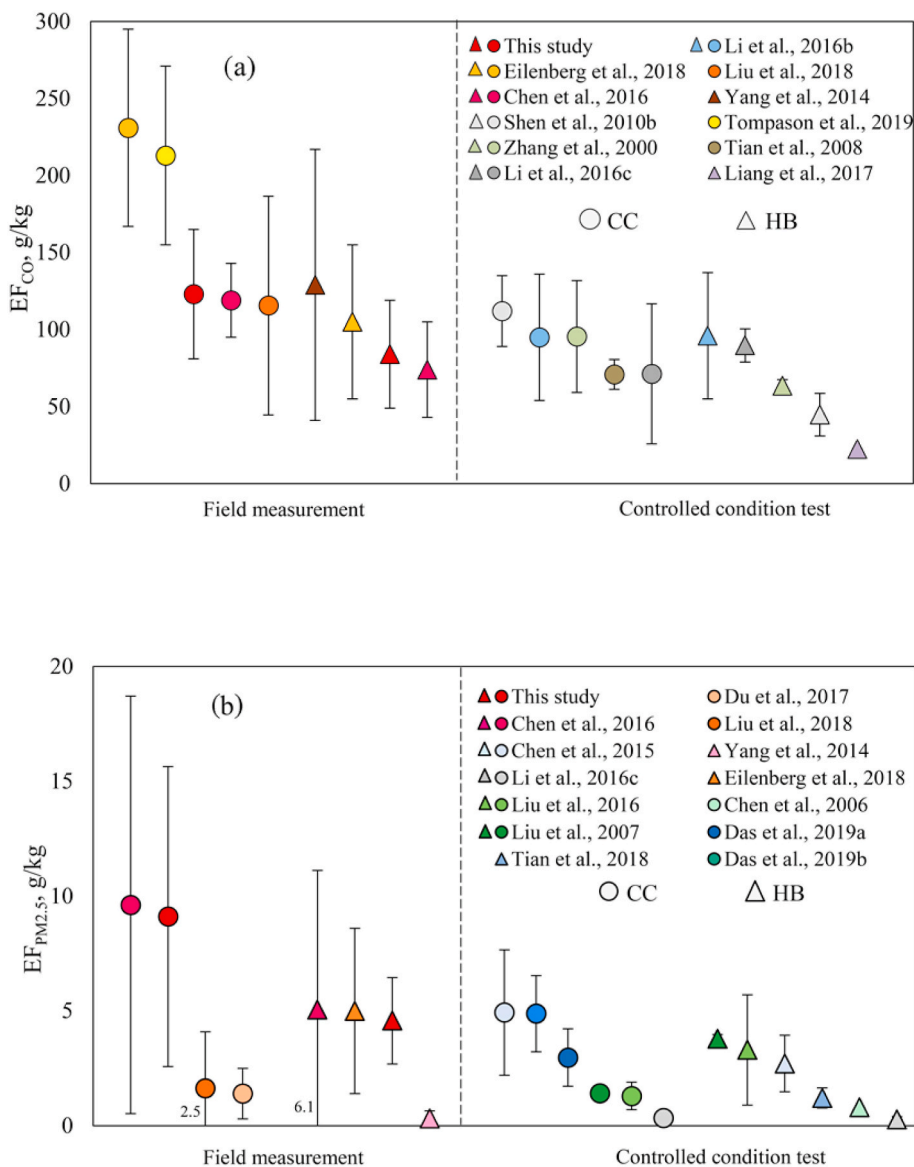 300
250
200
150
100
50
0
EFCO, g/kg
(a)
This study
Eilenberg et al., 2018
Chen et al., 2016
Shen et al., 2010b
Zhang et al., 2000
Li et al., 2016c
Li et al., 2016b
Liu et al., 2018
Yang et al., 2014
Tompason et al., 2019
Tian et al., 2008
Liang et al., 2017
CC
HB
Field measurement
Controlled condition test
20
15
10
5
0
EFPM2.5, g/kg
(b)
2.5
6.1
This study
Chen et al., 2016
Chen et al., 2015
Li et al., 2016c
Liu et al., 2016
Liu et al., 2007
Tian et al., 2018
Du et al., 2017
Liu et al., 2018
Yang et al., 2014
Eilenberg et al., 2018
Chen et al., 2006
Das et al., 2019a
Das et al., 2019b
CC
HB
Field measurement
Controlled condition test